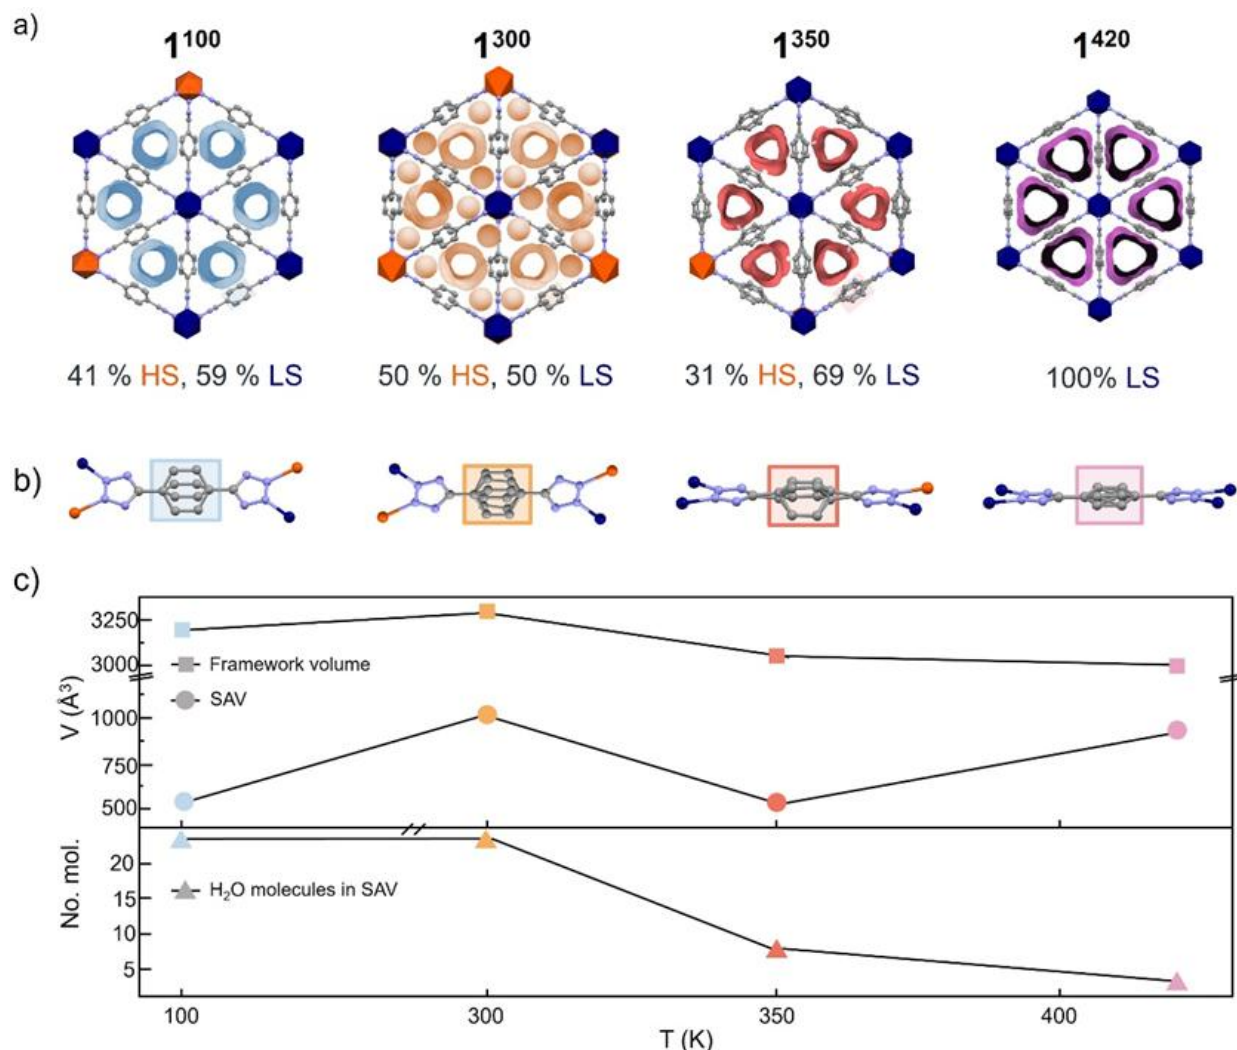 a)
1¹⁰⁰ 1³⁰⁰ 1³⁵⁰ 1⁴²⁰
41 % HS, 59 % LS 50 % HS, 50 % LS 31 % HS, 69 % LS 100% LS
b)
c)
V (Å³)
3250
3000
1000
750
500
Framework volume
SAV
No. mol.
20
15
10
5
H₂O molecules in SAV
100 300 350 400
T (K)